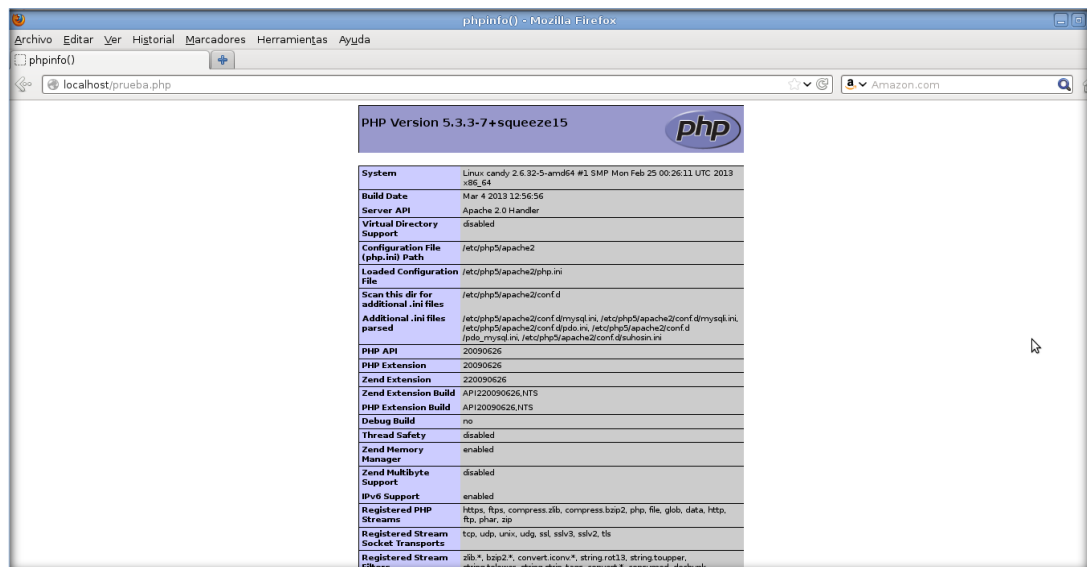 phpinfo() - Mozilla Firefox
Archivo Editar Ver Historial Marcadores Herramientas Ayuda
phpinfo()
localhost/prueba.php
Amazon.com
PHP Version 5.3.3-7+squeeze15
php
System Linux candy 2.6.32-5-amd64 #1 SMP Mon Feb 25 00:26:11 UTC 2013
x86_64
Build Date Mar 4 2013 12:56:56
Server API Apache 2.0 Handler
Virtual Directory disabled
Support
Configuration File /etc/php5/apache2
(php.ini) Path
Loaded Configuration /etc/php5/apache2/php.ini
File
Scan this dir for /etc/php5/apache2/conf.d
additional .ini files
Additional .ini files /etc/php5/apache2/conf.d/mysql.ini, /etc/php5/apache2/conf.d/mysqli.ini,
parsed /etc/php5/apache2/conf.d/pdo.ini, /etc/php5/apache2/conf.d
/pdo_mysql.ini, /etc/php5/apache2/conf.d/suhosin.ini
PHP API 20090626
PHP Extension 20090626
Zend Extension 220090626
Zend Extension Build API220090626,NTS
PHP Extension Build API20090626,NTS
Debug Build no
Thread Safety disabled
Zend Memory enabled
Manager
Zend Multibyte disabled
Support
IPv6 Support enabled
Registered PHP https, ftps, compress.zlib, compress.bzip2, php, file, glob, data, http,
Streams ftp, phar, zip
Registered Stream tcp, udp, unix, udg, ssl, sslv3, sslv2, tls
Socket Transports
Registered Stream zlib.*, bzip2.*, convert.iconv.*, string.rot13, string.toupper,